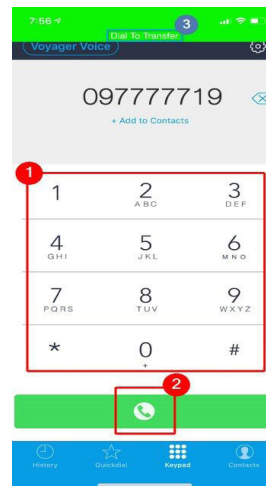 7:56
3
Dial To Transfer
Voyager Voice
097777719
+ Add to Contacts
1
1 2 3
ABC DEF
4 5 6
GHI JKL MNO
7 8 9
PQRS TUV WXYZ
* 0 #
+
2
History Quickdial Keypad Contacts